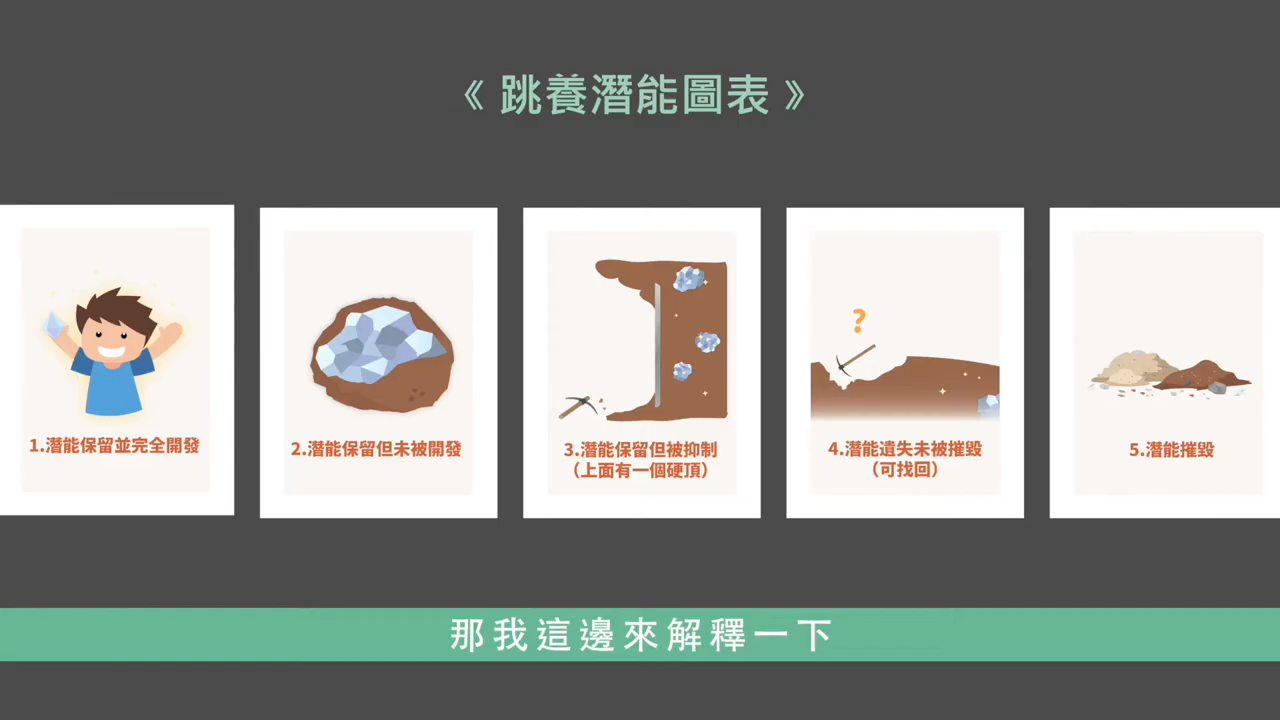 《跳養潛能圖表》
1.潛能保留並完全開發
2.潛能保留但未被開發
3.潛能保留但被抑制
（上面有一個硬頂）
4.潛能遺失未被摧毀
（可找回）
5.潛能摧毀
?
那我這邊來解釋一下